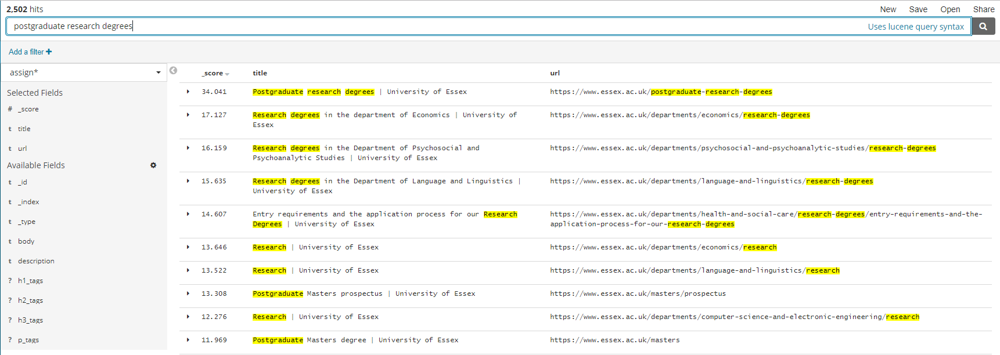 2,502 hits
New Save Open Share
postgraduate research degrees
Uses lucene query syntax
Add a filter +
assign*
Selected Fields
# _score
t title
t url
Available Fields
t _id
t _index
t _type
t body
t description
? h1_tags
? h2_tags
? h3_tags
? p_tags
_score title url
34.041 Postgraduate research degrees | University of Essex https://www.essex.ac.uk/postgraduate-research-degrees
17.127 Research degrees in the department of Economics | University of https://www.essex.ac.uk/departments/economics/research-degrees
Essex
16.159 Research degrees in the Department of Psychosocial and https://www.essex.ac.uk/departments/psychosocial-and-psychoanalytic-studies/research-degrees
Psychoanalytic Studies | University of Essex
15.635 Research degrees in the Department of Language and Linguistics | https://www.essex.ac.uk/departments/language-and-linguistics/research-degrees
University of Essex
14.607 Entry requirements and the application process for our Research https://www.essex.ac.uk/departments/health-and-social-care/research-degrees/entry-requirements-and-the-
Degrees | University of Essex application-process-for-our-research-degrees
13.646 Research | University of Essex https://www.essex.ac.uk/departments/economics/research
13.522 Research | University of Essex https://www.essex.ac.uk/departments/language-and-linguistics/research
13.308 Postgraduate Masters prospectus | University of Essex https://www.essex.ac.uk/masters/prospectus
12.276 Research | University of Essex https://www.essex.ac.uk/departments/computer-science-and-electronic-engineering/research
11.969 Postgraduate Masters degree | University of Essex https://www.essex.ac.uk/masters